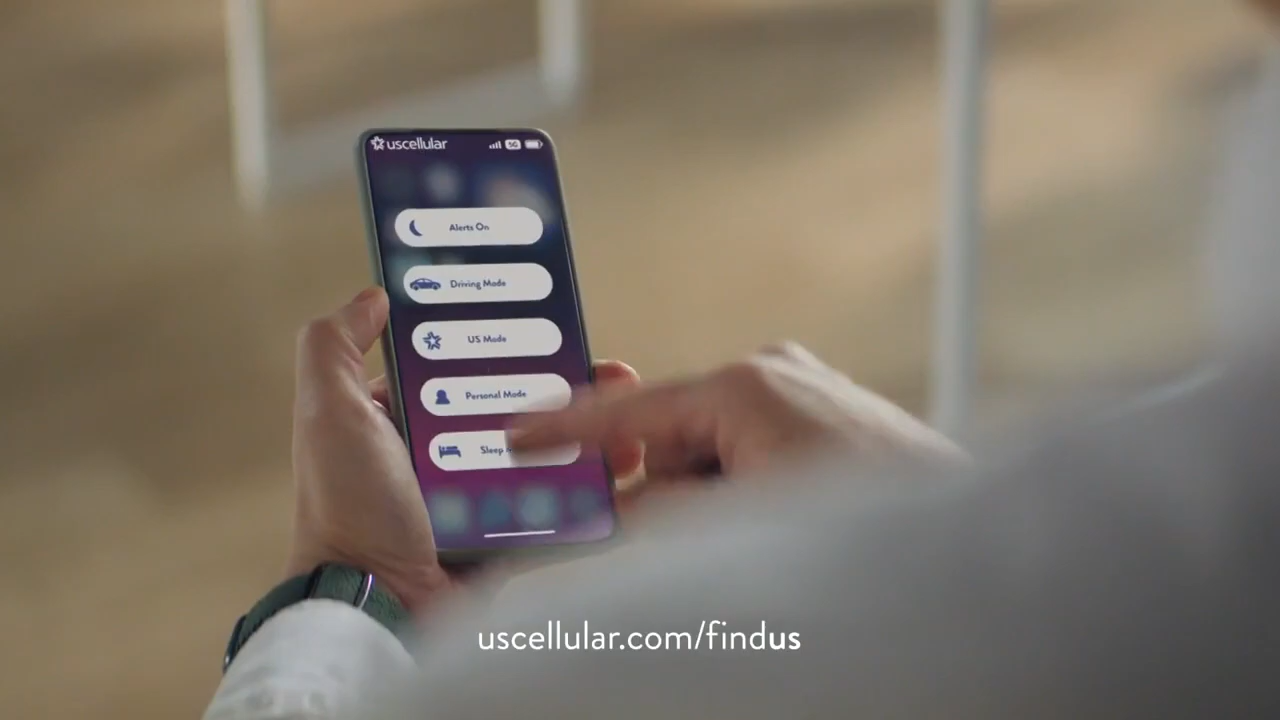 uscellular 5G
Alerts On
Driving Mode
US Mode
Personal Mode
Sleep
uscellular.com/findus